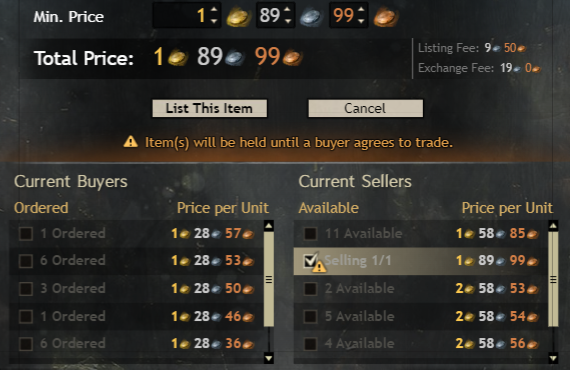 Min. Price 1 89 99
Total Price: 1 89 99
Listing Fee: 9 50
Exchange Fee: 19 0
List This Item Cancel
Item(s) will be held until a buyer agrees to trade.
Current Buyers Current Sellers
Ordered Price per Unit Available Price per Unit
1 Ordered 1 28 57 11 Available 1 58 85
6 Ordered 1 28 53 Selling 1/1 1 89 99
3 Ordered 1 28 50 2 Available 2 58 53
1 Ordered 1 28 46 5 Available 2 58 54
6 Ordered 1 28 36 4 Available 2 58 56